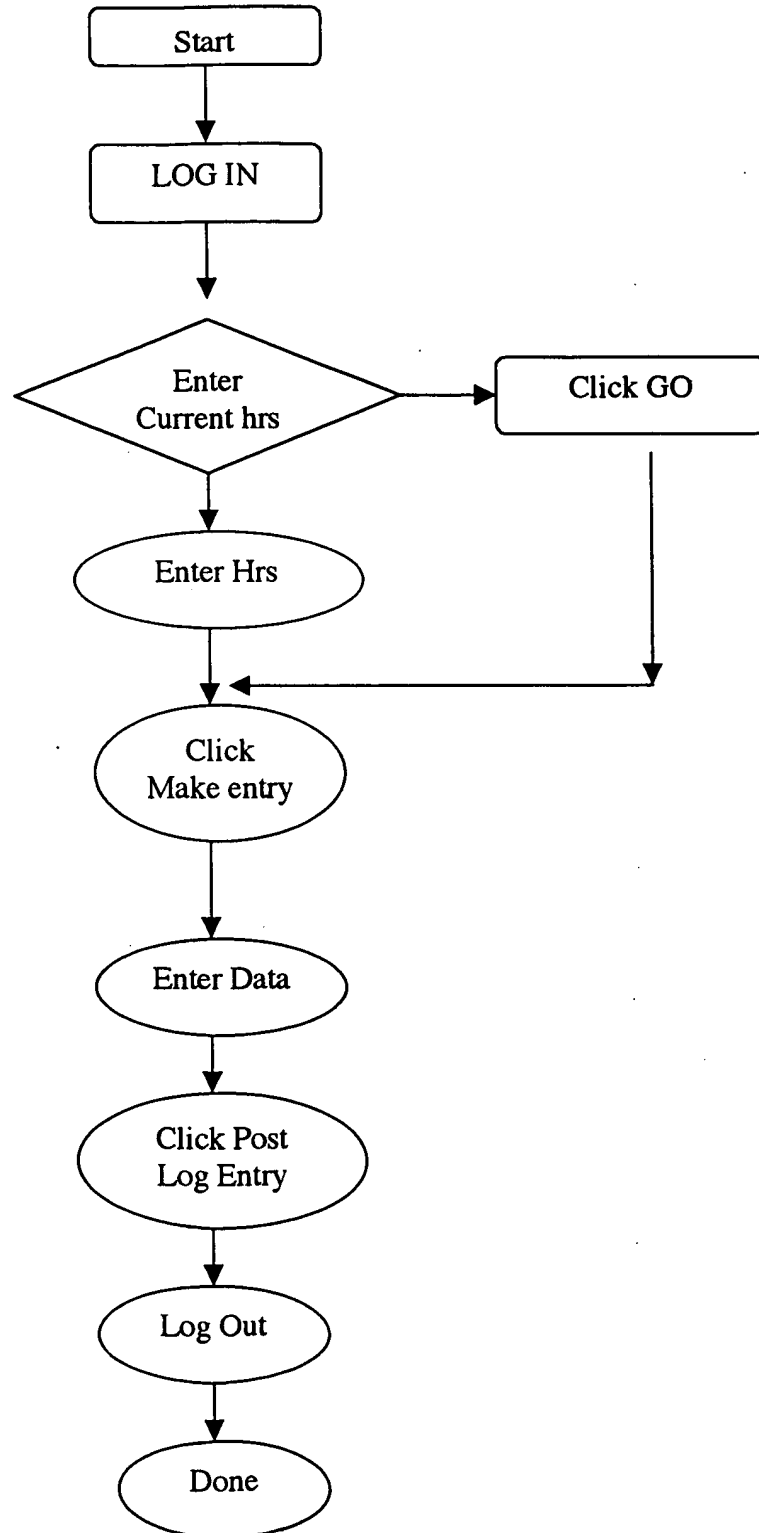 Start
LOG IN
Enter
Current hrs
Click GO
Enter Hrs
Click
Make entry
Enter Data
Click Post
Log Entry
Log Out
Done